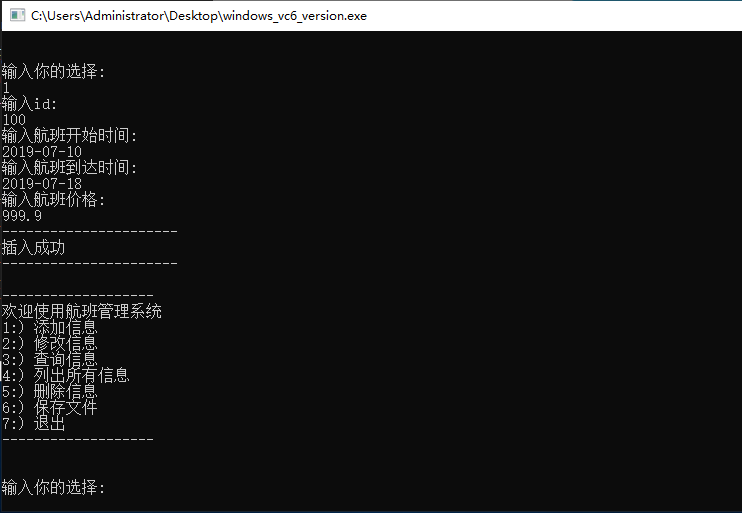 C:\Users\Administrator\Desktop\windows_vc6_version.exe
输入你的选择:
1
输入id:
100
输入航班开始时间:
2019-07-10
输入航班到达时间:
2019-07-18
输入航班价格:
999.9
----------------------
插入成功
----------------------
-------------------
欢迎使用航班管理系统
1:) 添加信息
2:) 修改信息
3:) 查询信息
4:) 列出所有信息
5:) 删除信息
6:) 保存文件
7:) 退出
-------------------
输入你的选择: